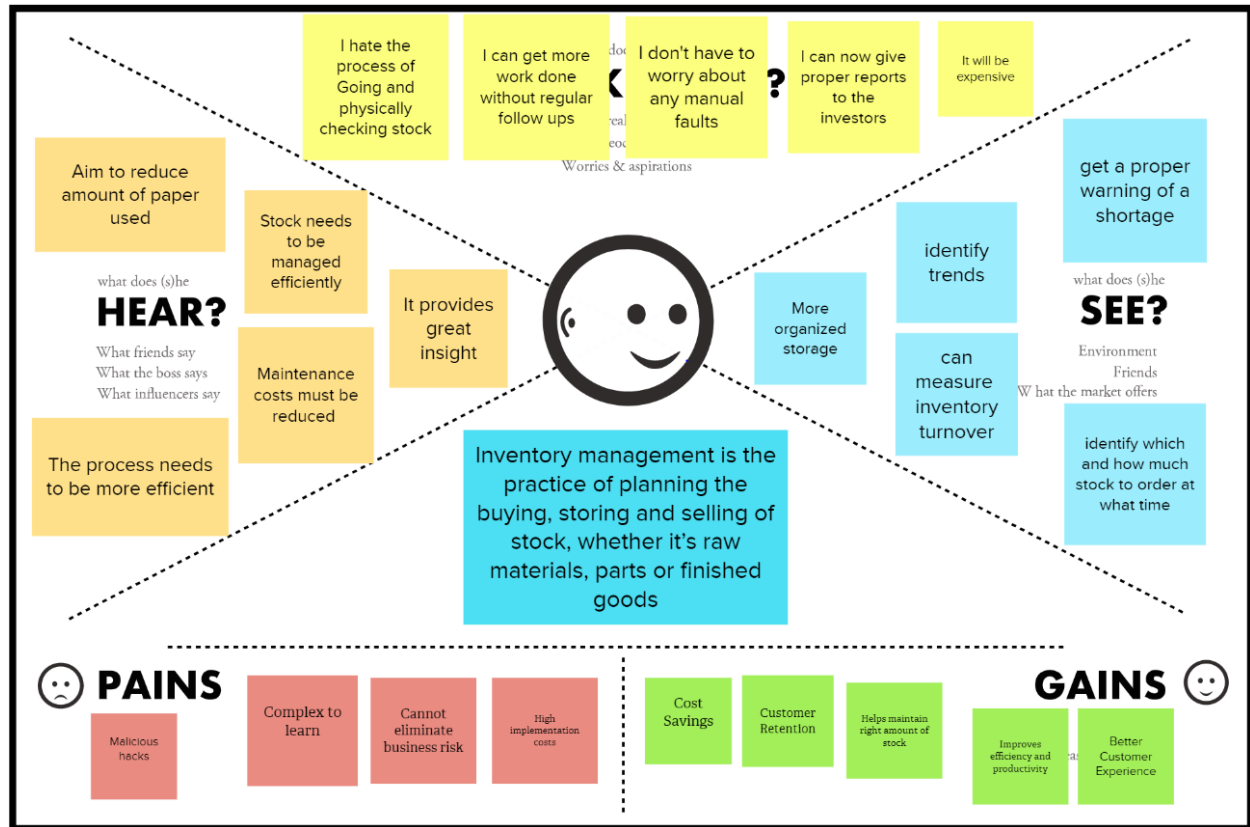 I hate the
process of
Going and
physically
checking stock
I can get more
work done
without regular
follow ups
I don't have to
worry about
any manual
faults
I can now give
proper reports
to the
investors
It will be
expensive
?
Worries & aspirations
Aim to reduce
amount of paper
used
Stock needs
to be
managed
efficiently
It provides
great
insight
what does (s)he
HEAR?
What friends say
What the boss says
What influencers say
Maintenance
costs must be
reduced
The process needs
to be more efficient
get a proper
warning of a
shortage
identify
trends
More
organized
storage
what does (s)he
SEE?
Environment
Friends
W hat the market offers
can
measure
inventory
turnover
identify which
and how much
stock to order at
what time
Inventory management is the
practice of planning the
buying, storing and selling of
stock, whether it's raw
materials, parts or finished
goods
PAINS
Malicious
hacks
Complex to
learn
Cannot
eliminate
business risk
High
implementation
costs
GAINS
Cost
Savings
Customer
Retention
Helps maintain
right amount of
stock
Improves
efficiency and
productivity
Better
Customer
Experience